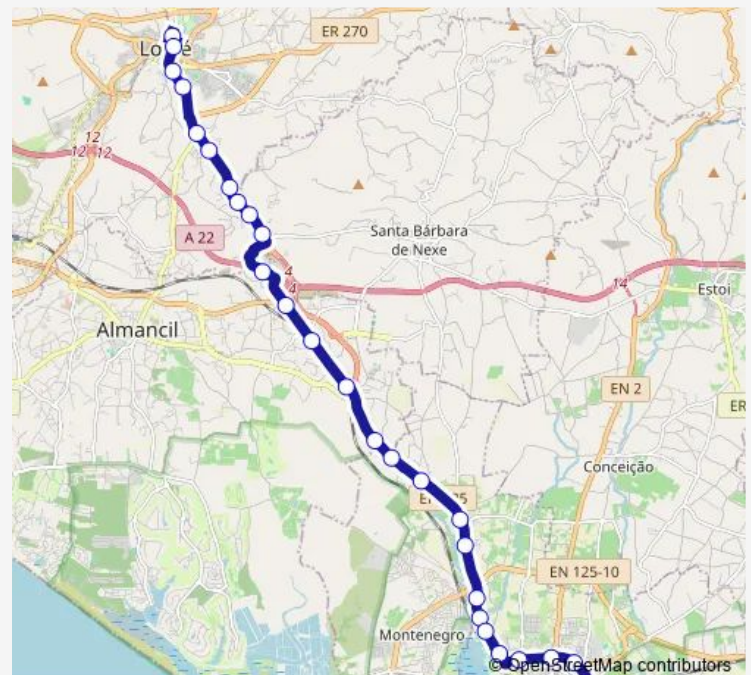 ER 270
12
12
12
A 22
Santa Bárbara
de Nexe
4
4
14
Estoi
Almancil
EN 2
ER
Conceição
EN 125-10
Montenegro
© OpenStreetMap contributors